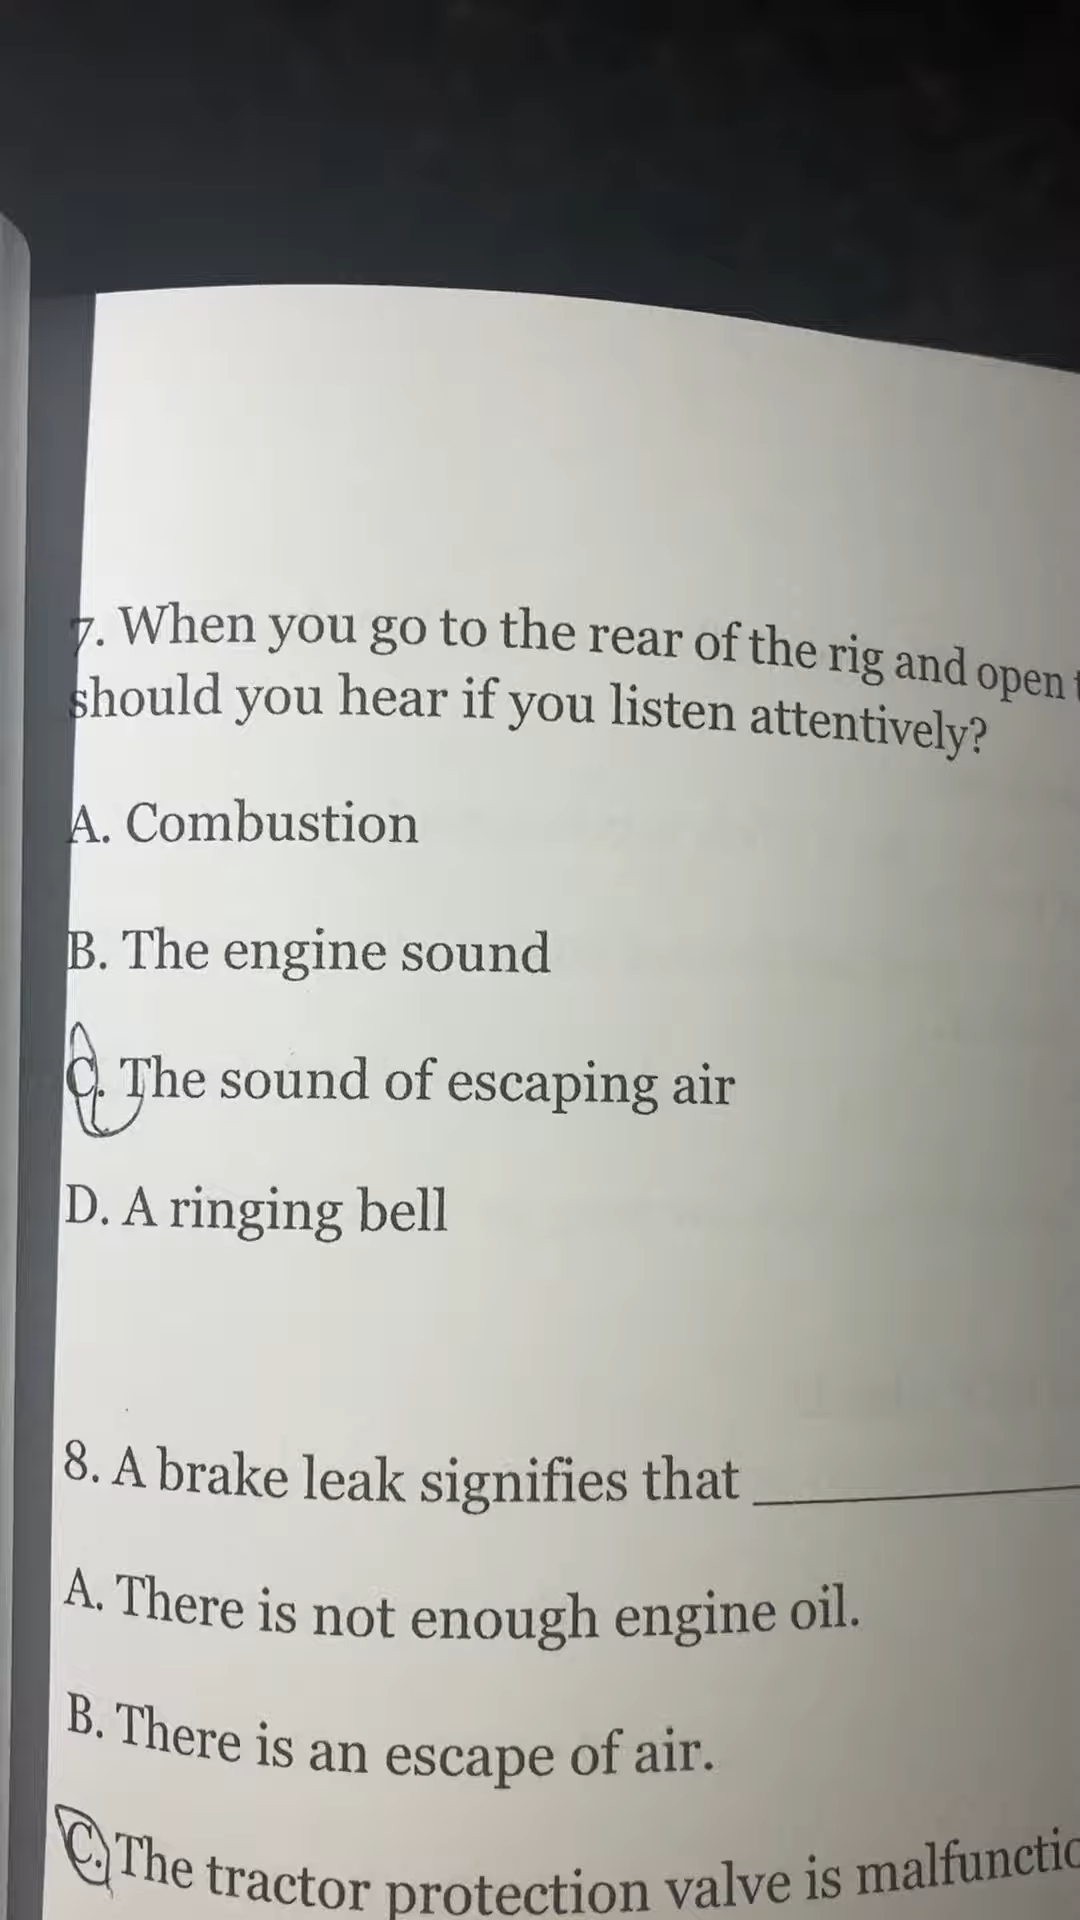 7. When you go to the rear of the rig and open
should you hear if you listen attentively?
A. Combustion
B. The engine sound
C. The sound of escaping air
D. A ringing bell
8. A brake leak signifies that ________
A. There is not enough engine oil.
B. There is an escape of air.
C. The tractor protection valve is